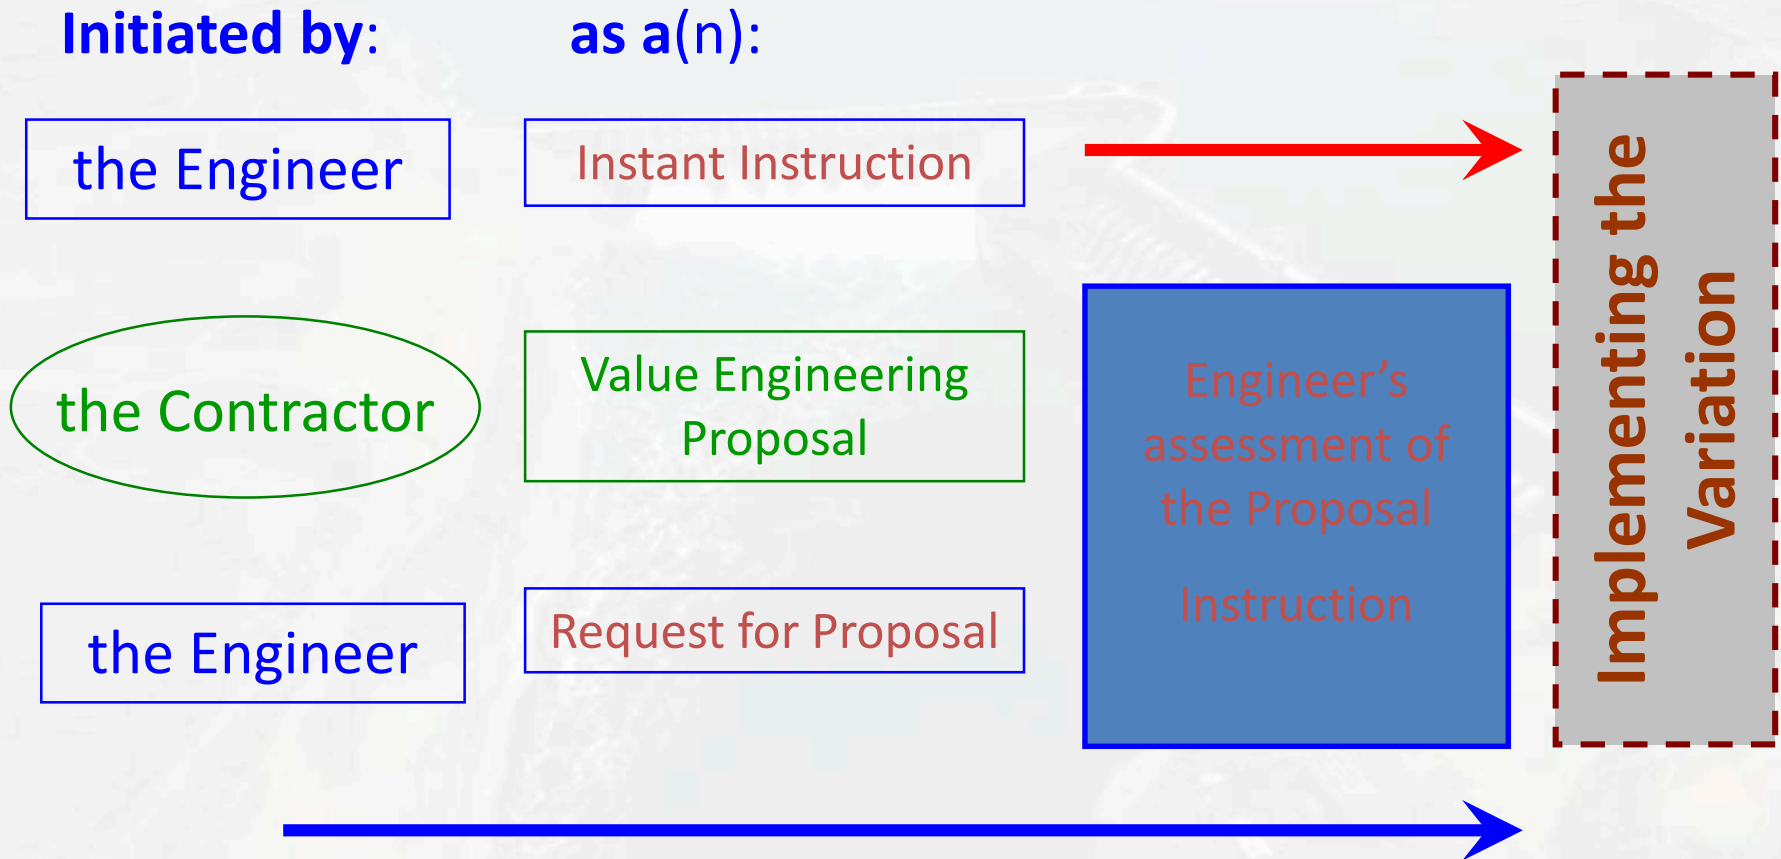 Initiated by:
as a(n):
the Engineer
Instant Instruction
the Contractor
Value Engineering
Proposal
the Engineer
Request for Proposal
Engineer’s
assessment of
the Proposal
Instruction
Implementing the
Variation